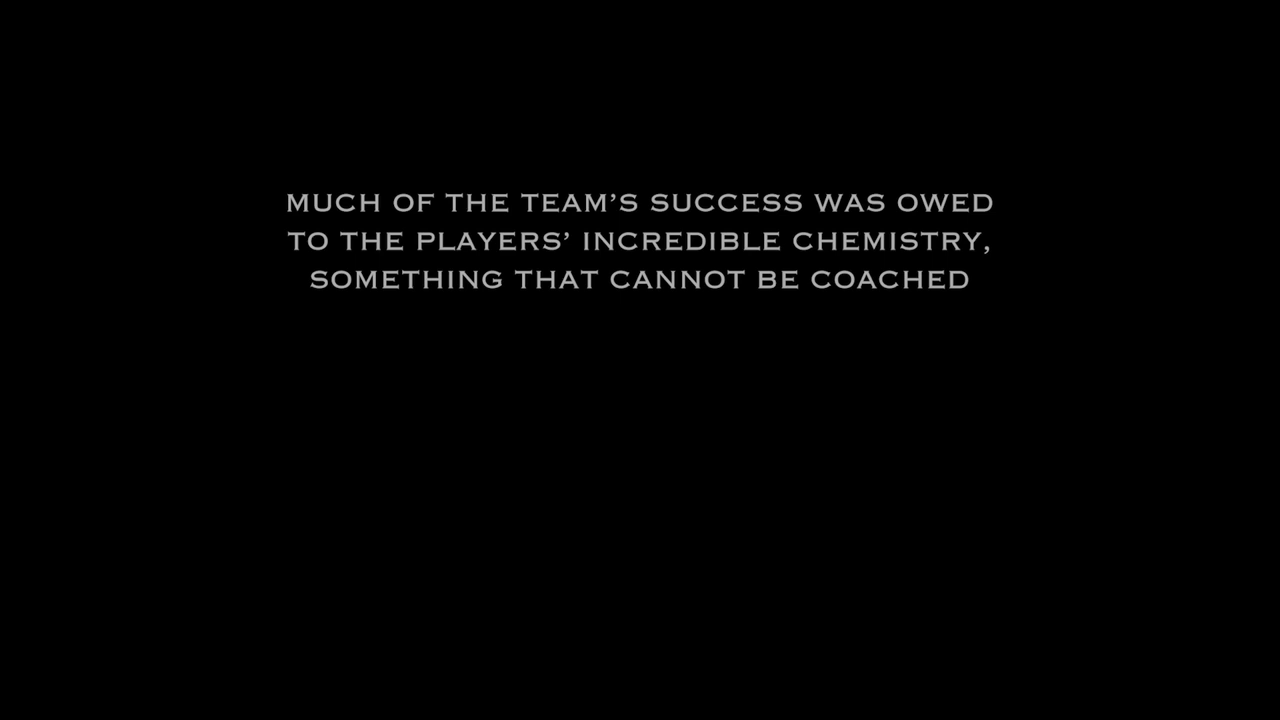 MUCH OF THE TEAM’S SUCCESS WAS OWED
TO THE PLAYERS’ INCREDIBLE CHEMISTRY,
SOMETHING THAT CANNOT BE COACHED